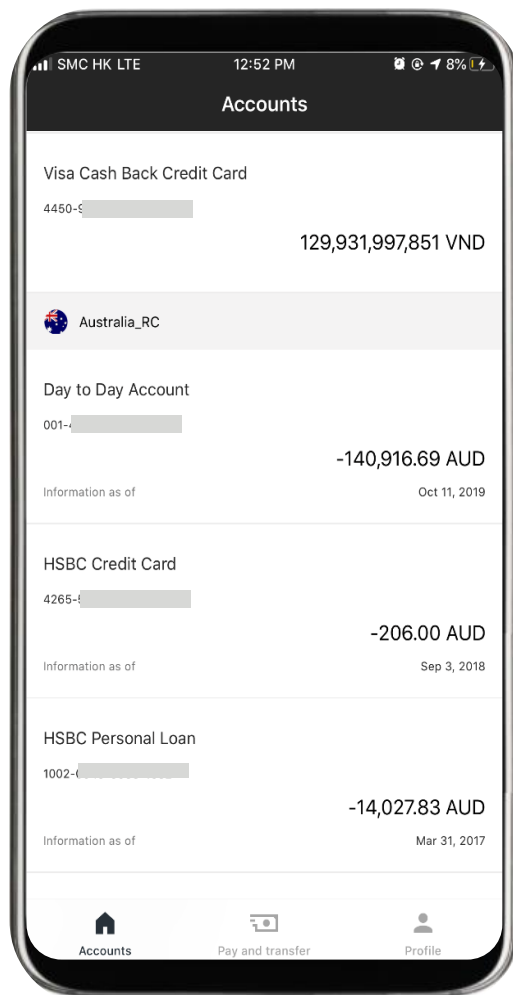 SMC HK LTE 12:52 PM 8%
Accounts
Visa Cash Back Credit Card
4450-9
129,931,997,851 VND
Australia_RC
Day to Day Account
001-
-140,916.69 AUD
Information as of Oct 11, 2019
HSBC Credit Card
4265-
-206.00 AUD
Information as of Sep 3, 2018
HSBC Personal Loan
1002-
-14,027.83 AUD
Information as of Mar 31, 2017
Accounts Pay and transfer Profile